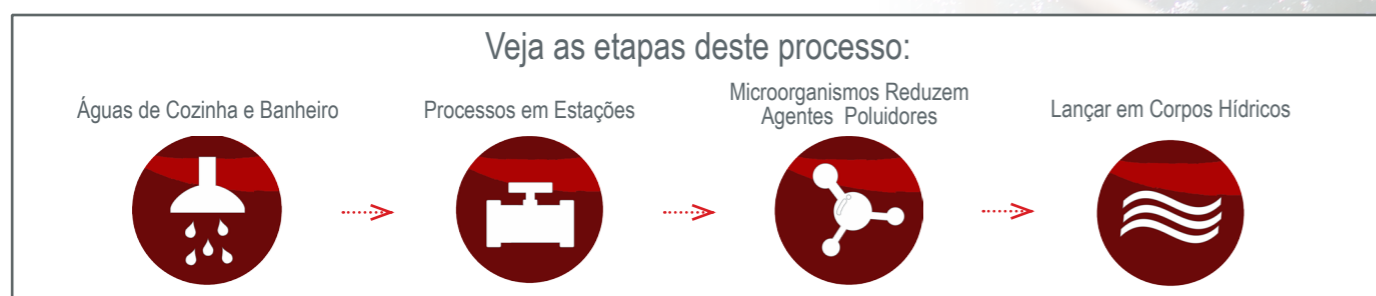 Veja as etapas deste processo:
Águas de Cozinha e Banheiro
Processos em Estações
Microorganismos Reduzem
Agentes Poluidores
Lançar em Corpos Hídricos